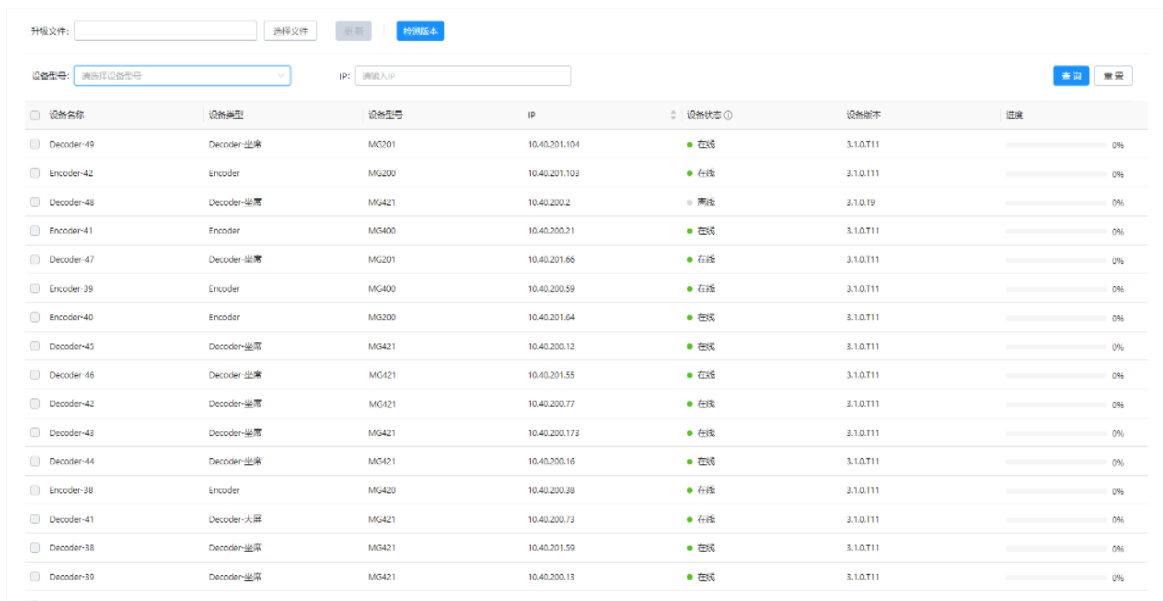 升级文件: 选择文件 更新 检测版本
设备型号: 请选择设备型号 IP: 请输入IP 查询 重置
设备名称 设备类型 设备型号 IP 设备状态 设备版本 进度
Decoder-49 Decoder-坐席 MG201 10.40.201.104 在线 3.1.0.T11 0%
Encoder-42 Encoder MG200 10.40.201.103 在线 3.1.0.T11 0%
Decoder-48 Decoder-坐席 MG421 10.40.200.2 离线 3.1.0.T9 0%
Encoder-41 Encoder MG400 10.40.200.21 在线 3.1.0.T11 0%
Decoder-47 Decoder-坐席 MG201 10.40.201.66 在线 3.1.0.T11 0%
Encoder-39 Encoder MG400 10.40.200.59 在线 3.1.0.T11 0%
Encoder-40 Encoder MG200 10.40.201.64 在线 3.1.0.T11 0%
Decoder-45 Decoder-坐席 MG421 10.40.200.12 在线 3.1.0.T11 0%
Decoder-46 Decoder-坐席 MG421 10.40.201.55 在线 3.1.0.T11 0%
Decoder-42 Decoder-坐席 MG421 10.40.200.77 在线 3.1.0.T11 0%
Decoder-43 Decoder-坐席 MG421 10.40.200.173 在线 3.1.0.T11 0%
Decoder-44 Decoder-坐席 MG421 10.40.200.16 在线 3.1.0.T11 0%
Encoder-38 Encoder MG420 10.40.200.38 在线 3.1.0.T11 0%
Decoder-41 Decoder-大屏 MG421 10.40.200.73 在线 3.1.0.T11 0%
Decoder-38 Decoder-坐席 MG421 10.40.201.59 在线 3.1.0.T11 0%
Decoder-39 Decoder-坐席 MG421 10.40.200.13 在线 3.1.0.T11 0%